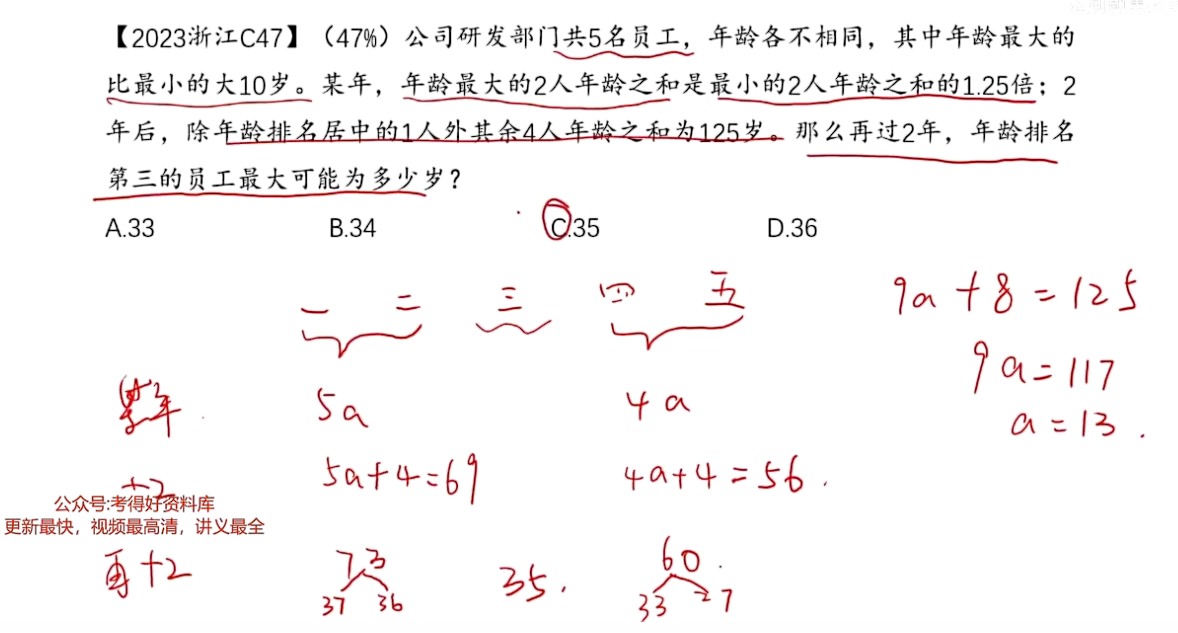 【2023浙江C47】（47%）公司研发部门共5名员工，年龄各不相同，其中年龄最大的
比最小的大10岁。某年，年龄最大的2人年龄之和是最小的2人年龄之和的1.25倍；2
年后，除年龄排名居中的1人外其余4人年龄之和为125岁。那么再过2年，年龄排名
第三的员工最大可能为多少岁？
A.33 B.34 C.35 D.36
一 二 三 四 五
9a+8=125
9a=117
a=13.
某年 5a 4a
+2 5a+4=69 4a+4=56.
公众号:考得好资料库
更新最快，视频最高清，讲义最全
再+2 73 35. 60.
37 36 33 27